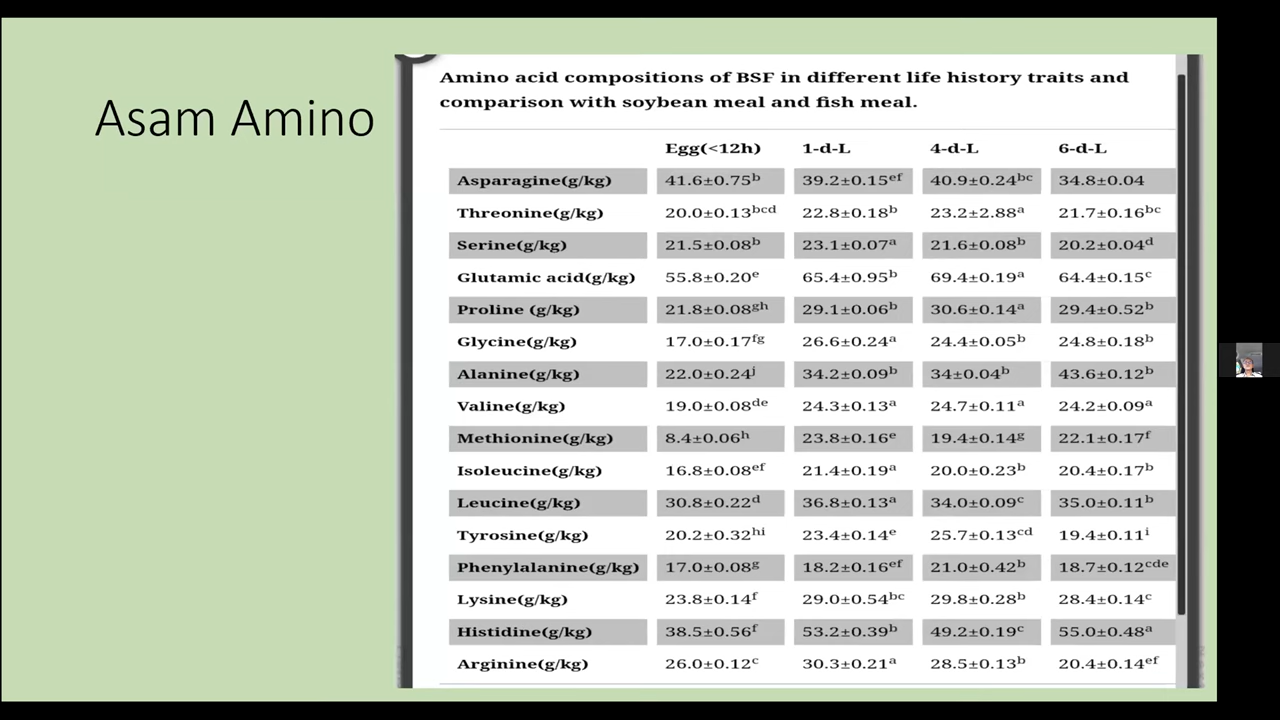 Asam Amino
Amino acid compositions of BSF in different life history traits and
comparison with soybean meal and fish meal.
Egg(<12h) 1-d-L 4-d-L 6-d-L
Asparagine(g/kg) 41.6±0.75ᵇ 39.2±0.15ᵉᶠ 40.9±0.24ᵇᶜ 34.8±0.04
Threonine(g/kg) 20.0±0.13ᵇᶜᵈ 22.8±0.18ᵇ 23.2±2.88ᵃ 21.7±0.16ᵇᶜ
Serine(g/kg) 21.5±0.08ᵇ 23.1±0.07ᵃ 21.6±0.08ᵇ 20.2±0.04ᵈ
Glutamic acid(g/kg) 55.8±0.20ᵉ 65.4±0.95ᵇ 69.4±0.19ᵃ 64.4±0.15ᶜ
Proline (g/kg) 21.8±0.08ᵍʰ 29.1±0.06ᵇ 30.6±0.14ᵃ 29.4±0.52ᵇ
Glycine(g/kg) 17.0±0.17ᶠᵍ 26.6±0.24ᵃ 24.4±0.05ᵇ 24.8±0.18ᵇ
Alanine(g/kg) 22.0±0.24ʲ 34.2±0.09ᵇ 34±0.04ᵇ 43.6±0.12ᵇ
Valine(g/kg) 19.0±0.08ᵈᵉ 24.3±0.13ᵃ 24.7±0.11ᵃ 24.2±0.09ᵃ
Methionine(g/kg) 8.4±0.06ʰ 23.8±0.16ᵉ 19.4±0.14ᵍ 22.1±0.17ᶠ
Isoleucine(g/kg) 16.8±0.08ᵉᶠ 21.4±0.19ᵃ 20.0±0.23ᵇ 20.4±0.17ᵇ
Leucine(g/kg) 30.8±0.22ᵈ 36.8±0.13ᵃ 34.0±0.09ᶜ 35.0±0.11ᵇ
Tyrosine(g/kg) 20.2±0.32ʰⁱ 23.4±0.14ᵉ 25.7±0.13ᶜᵈ 19.4±0.11ⁱ
Phenylalanine(g/kg) 17.0±0.08ᵍ 18.2±0.16ᵉᶠ 21.0±0.42ᵇ 18.7±0.12ᶜᵈᵉ
Lysine(g/kg) 23.8±0.14ᶠ 29.0±0.54ᵇᶜ 29.8±0.28ᵇ 28.4±0.14ᶜ
Histidine(g/kg) 38.5±0.56ᶠ 53.2±0.39ᵇ 49.2±0.19ᶜ 55.0±0.48ᵃ
Arginine(g/kg) 26.0±0.12ᶜ 30.3±0.21ᵃ 28.5±0.13ᵇ 20.4±0.14ᵉᶠ